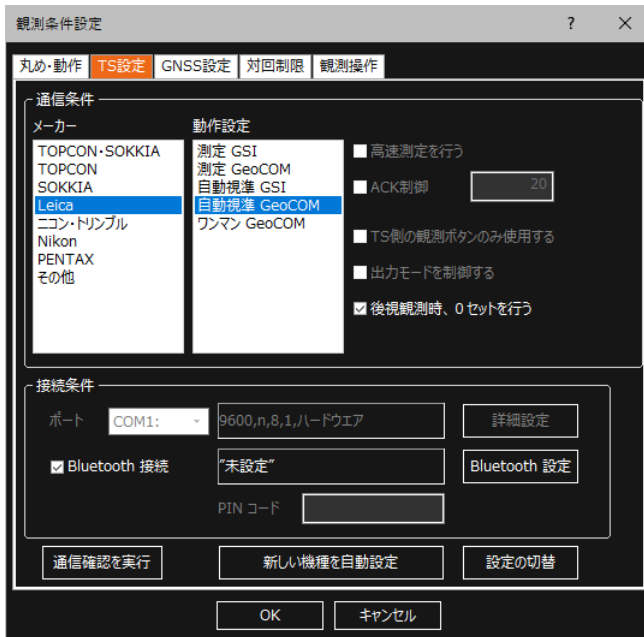 観測条件設定
?
×
丸め・動作
TS設定
GNSS設定
対回制限
観測操作
通信条件
メーカー
TOPCON・SOKKIA
TOPCON
SOKKIA
Leica
ニコン・トリンブル
Nikon
PENTAX
その他
動作設定
測定 GSI
測定 GeoCOM
自動視準 GSI
自動視準 GeoCOM
ワンマン GeoCOM
高速測定を行う
ACK制御
20
TS側の観測ボタンのみ使用する
出力モードを制御する
後視観測時、0セットを行う
接続条件
ポート
COM1:
9600,n,8,1,ハードウエア
詳細設定
Bluetooth 接続
"未設定"
Bluetooth 設定
PIN コード
通信確認を実行
新しい機種を自動設定
設定の切替
OK
キャンセル